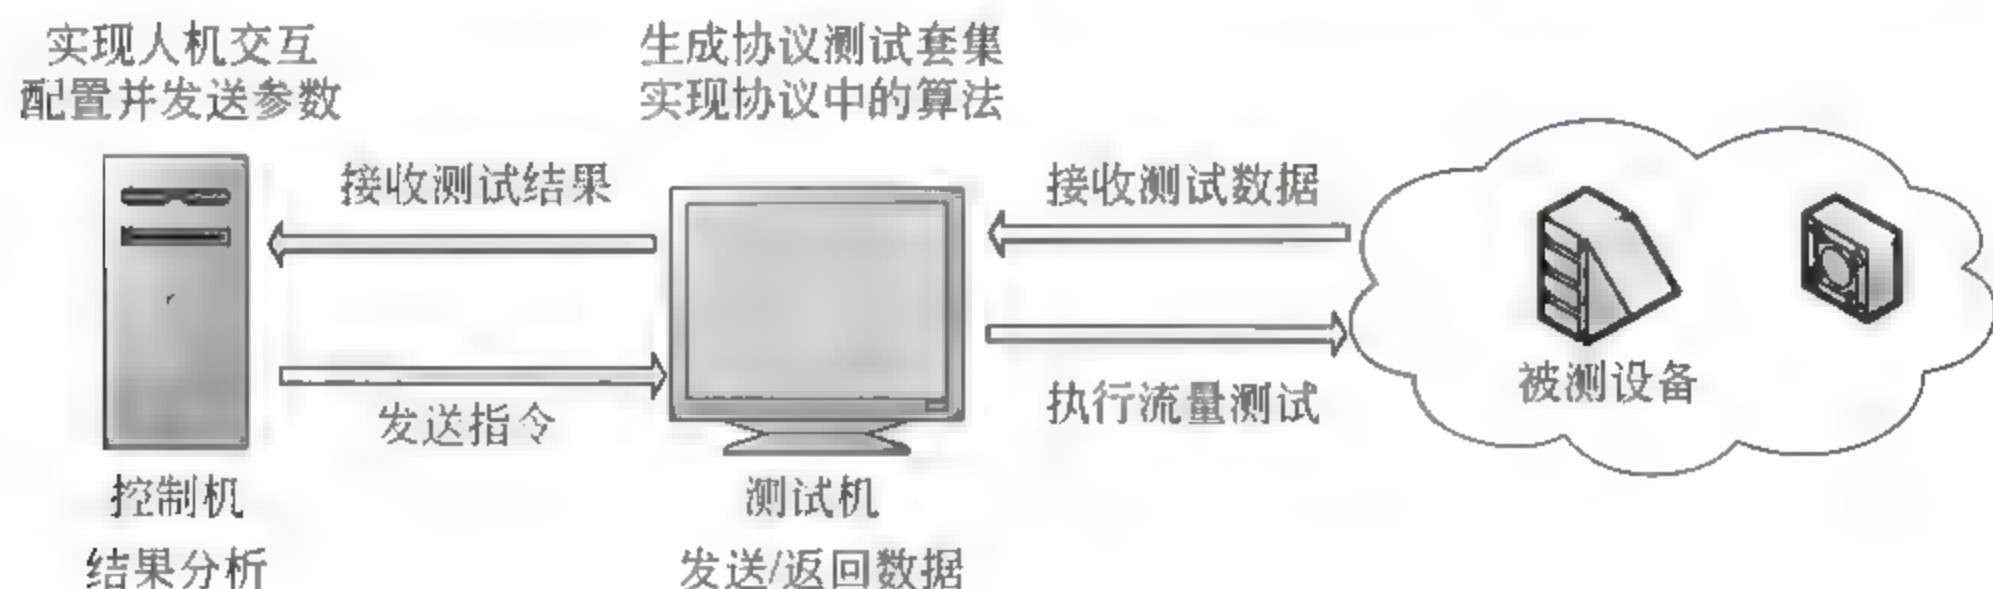 实现人机交互
配置并发送参数
生成协议测试套集
实现协议中的算法
接收测试结果
接收测试数据
发送指令
执行流量测试
被测设备
控制机
测试机
结果分析
发送/返回数据